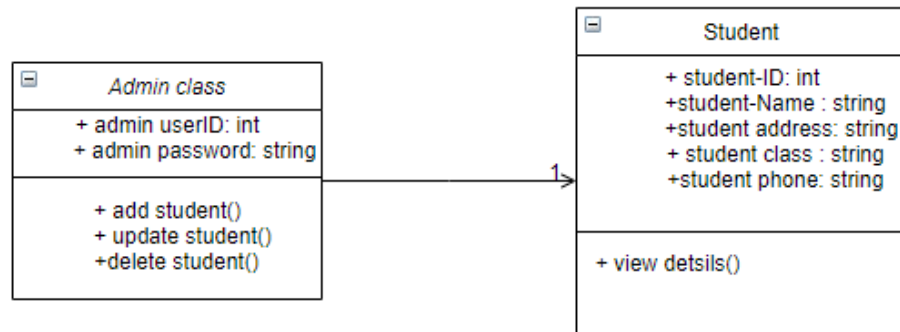 Admin class
+ admin userID: int
+ admin password: string
+ add student()
+ update student()
+delete student()
1
Student
+ student-ID: int
+student-Name : string
+student address: string
+ student class : string
+student phone: string
+ view detsils()